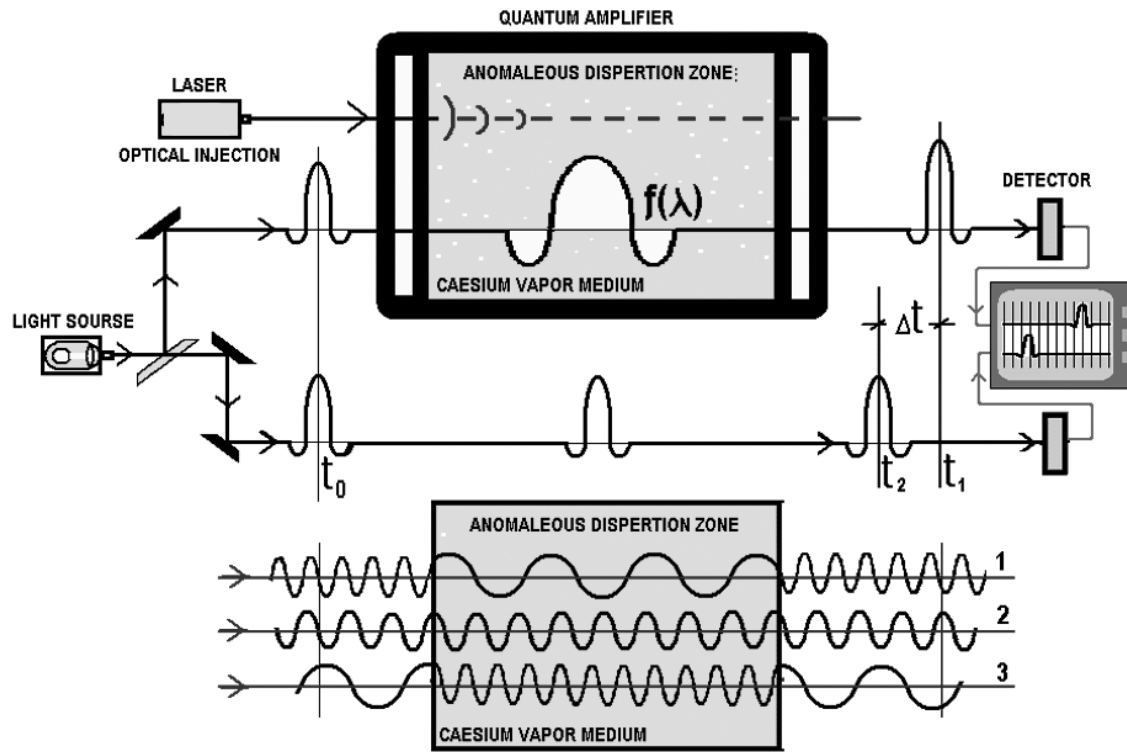 QUANTUM AMPLIFIER
ANOMALEOUS DISPERTION ZONE:
LASER
OPTICAL INJECTION
DETECTOR
f(λ)
CAESIUM VAPOR MEDIUM
LIGHT SOURSE
Δt
t0
t2
t1
ANOMALEOUS DISPERTION ZONE
1
2
3
CAESIUM VAPOR MEDIUM